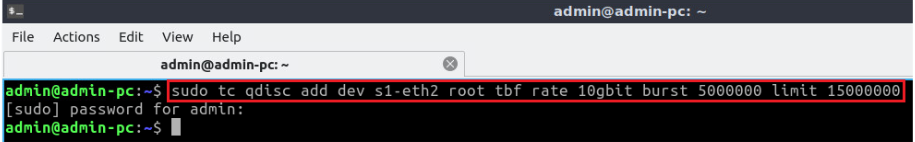 admin@admin-pc: ~
File Actions Edit View Help
admin@admin-pc: ~
admin@admin-pc:~$ sudo tc qdisc add dev s1-eth2 root tbf rate 10gbit burst 5000000 limit 15000000
[sudo] password for admin:
admin@admin-pc:~$